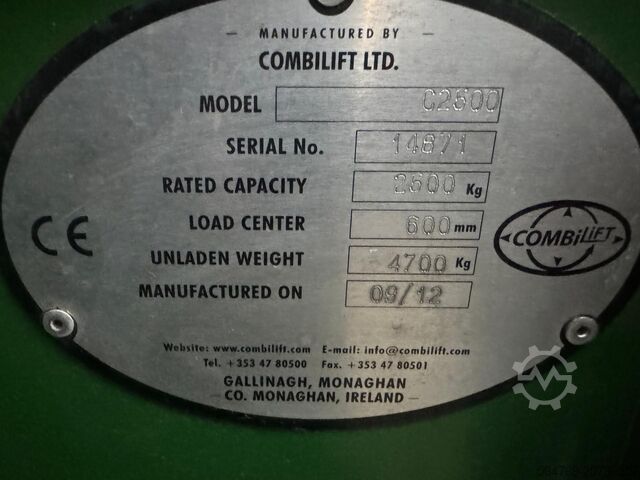 MANUFACTURED BY
COMBILIFT LTD.
MODEL C2500
SERIAL No. 14671
RATED CAPACITY 2500 Kg
LOAD CENTER 600 mm
UNLADEN WEIGHT 4700 Kg
MANUFACTURED ON 09/12
CE
COMBiLIFT
Website: www.combilift.com E-mail: info@combilift.com
Tel. +353 47 80500 Fax. +353 47 80501
GALLINAGH, MONAGHAN
CO. MONAGHAN, IRELAND